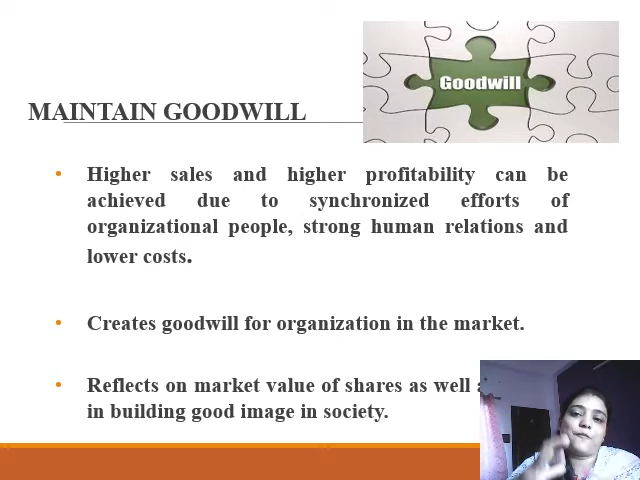 Goodwill
MAINTAIN GOODWILL
• Higher sales and higher profitability can be
achieved due to synchronized efforts of
organizational people, strong human relations and
lower costs.
• Creates goodwill for organization in the market.
• Reflects on market value of shares as well
in building good image in society.